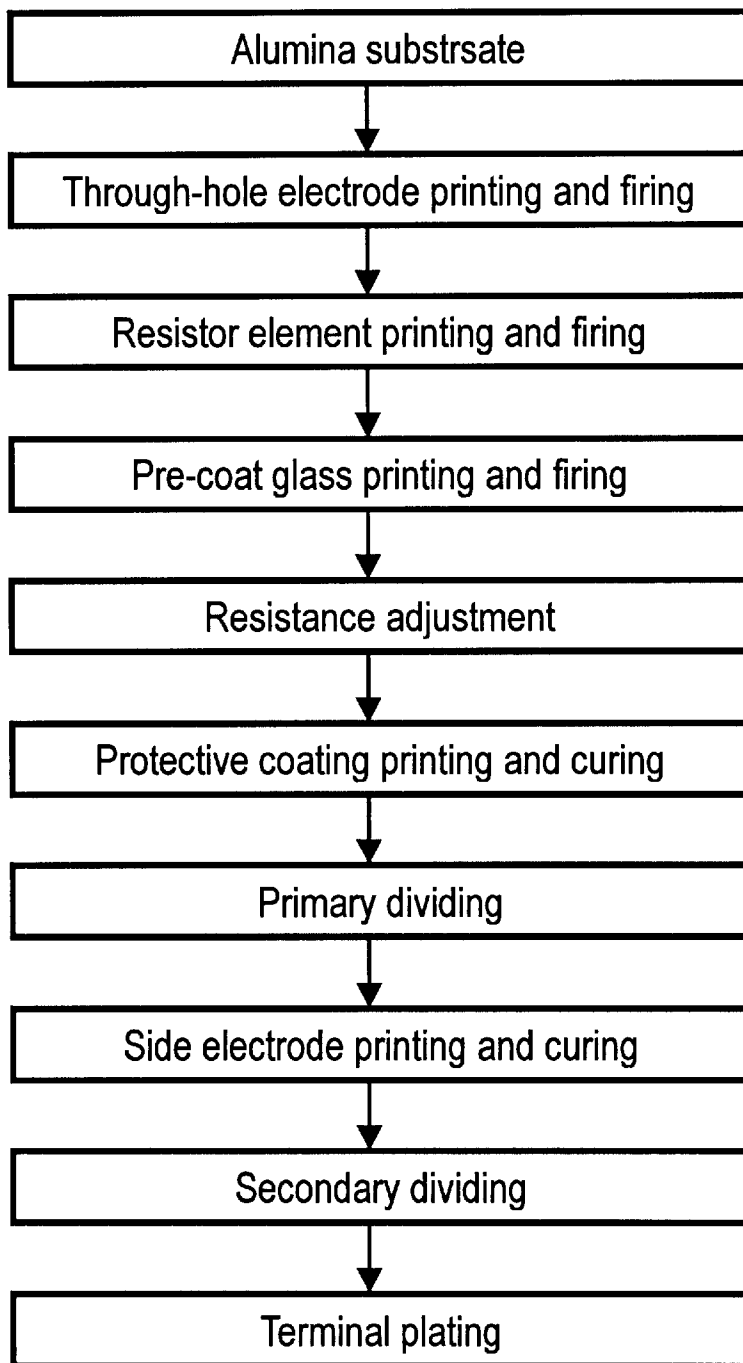 Alumina substrsate
Through-hole electrode printing and firing
Resistor element printing and firing
Pre-coat glass printing and firing
Resistance adjustment
Protective coating printing and curing
Primary dividing
Side electrode printing and curing
Secondary dividing
Terminal plating